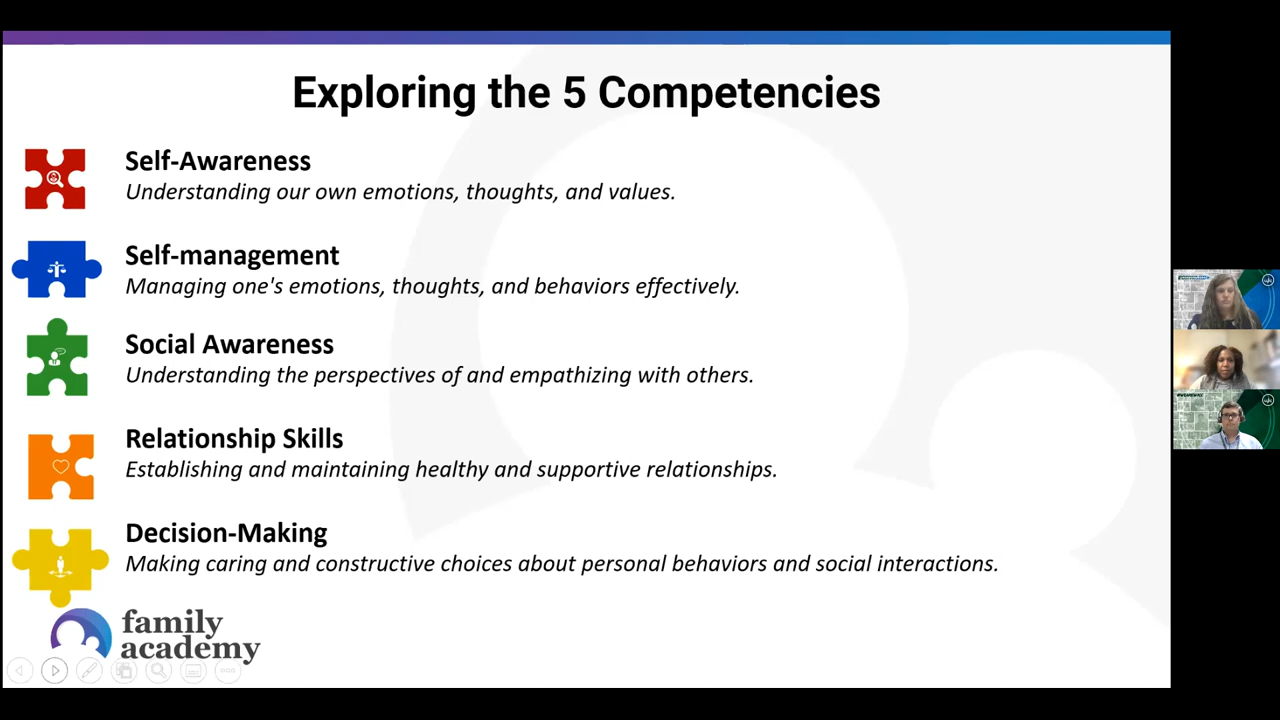 Exploring the 5 Competencies
Self-Awareness
Understanding our own emotions, thoughts, and values.
Self-management
Managing one's emotions, thoughts, and behaviors effectively.
Social Awareness
Understanding the perspectives of and empathizing with others.
Relationship Skills
Establishing and maintaining healthy and supportive relationships.
Decision-Making
Making caring and constructive choices about personal behaviors and social interactions.
family
academy